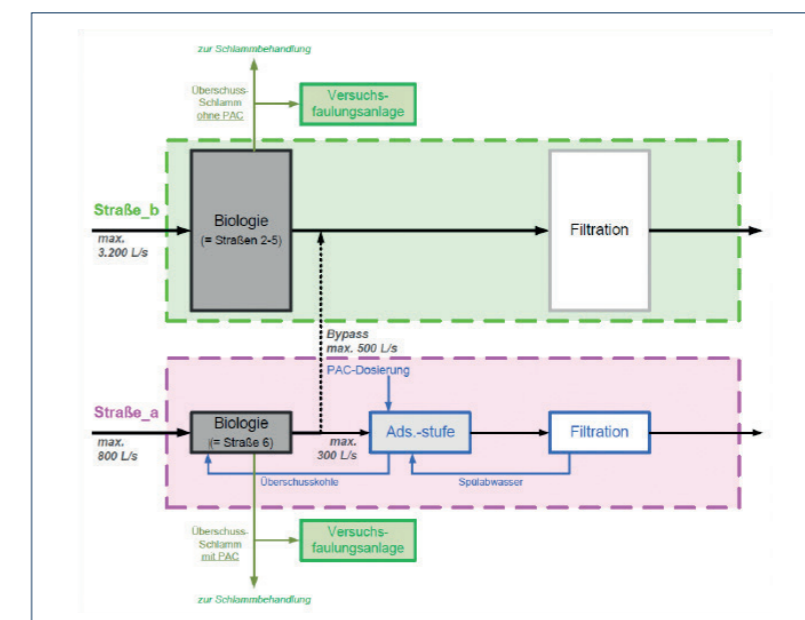 zur Schlammbehandlung
Überschuss-
Schlamm
ohne PAC
Versuchs-
faulungsanlage
Straße_b
max.
3.200 L/s
Biologie
(= Straßen 2-5)
Filtration
Bypass
max. 500 L/s
PAC-Dosierung
Straße_a
max.
800 L/s
Biologie
(= Straße 6)
max.
300 L/s
Ads.-stufe
Filtration
Überschusskohle
Spülabwasser
Überschuss-
Schlamm
mit PAC
Versuchs-
faulungsanlage
zur Schlammbehandlung